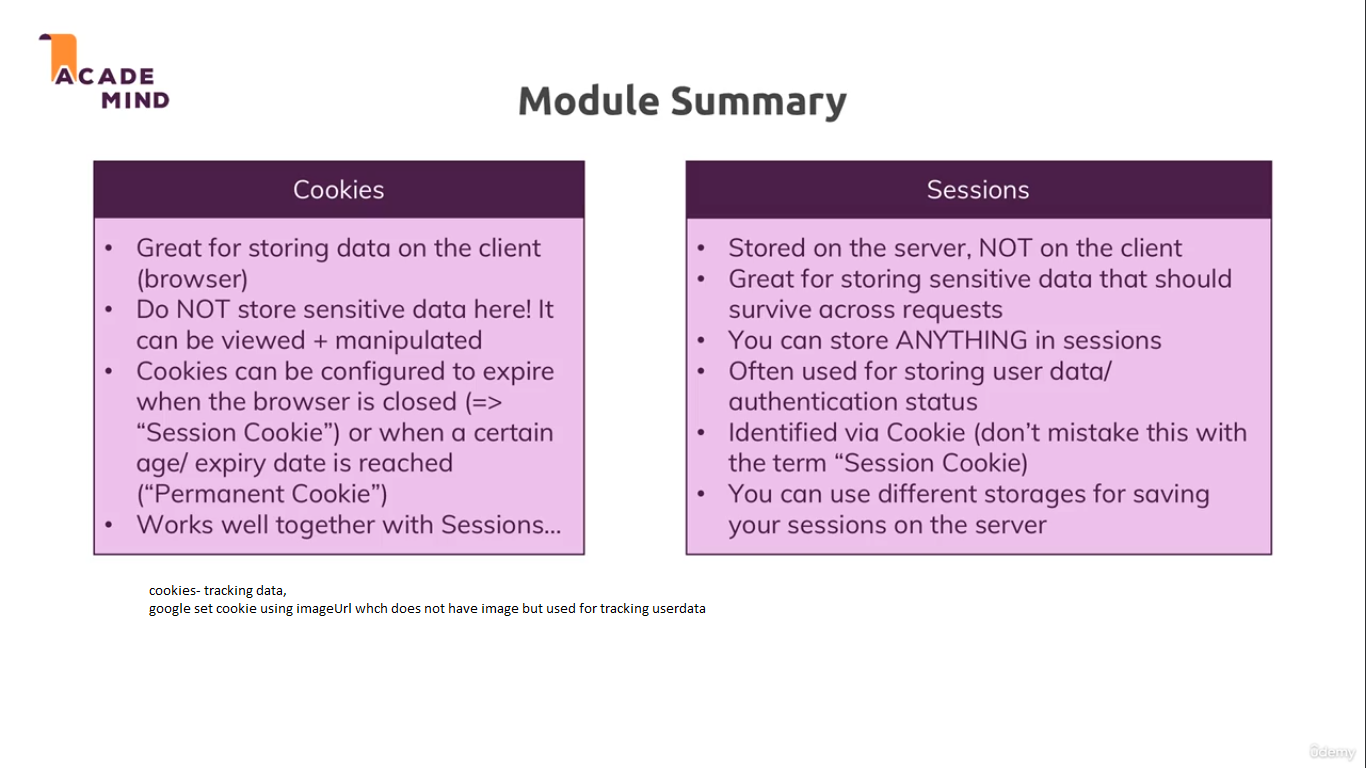 ACADE
MIND
Module Summary
Cookies
• Great for storing data on the client
(browser)
• Do NOT store sensitive data here! It
can be viewed + manipulated
• Cookies can be configured to expire
when the browser is closed (=>
“Session Cookie”) or when a certain
age/ expiry date is reached
(“Permanent Cookie”)
• Works well together with Sessions...
Sessions
• Stored on the server, NOT on the client
• Great for storing sensitive data that should
survive across requests
• You can store ANYTHING in sessions
• Often used for storing user data/
authentication status
• Identified via Cookie (don’t mistake this with
the term “Session Cookie)
• You can use different storages for saving
your sessions on the server
cookies- tracking data,
google set cookie using imageUrl whch does not have image but used for tracking userdata
ûdemy